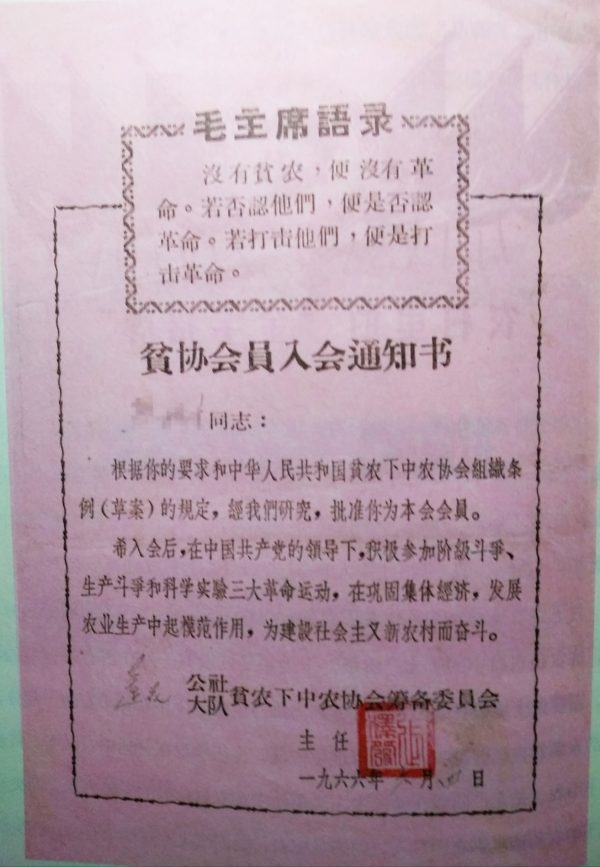 毛主席語录
沒有貧农，便沒有革
命。若否認他們，便是否認
革命。若打击他們，便是打
击革命。
貧协会員入会通知书
同志：
根据你的要求和中华人民共和国貧农下中农协会組織条
例（草案）的規定，經我們研究，批准你为本会会員。
希入会后，在中国共产党的领导下，积极参加阶級斗爭、
生产斗爭和科学实驗三大革命运动，在巩固集体經济，发展
农业生产中起模范作用，为建設社会主义新农村而奋斗。
公社
大队 貧农下中农协会筹备委員会
主任
一九六六年 月 日